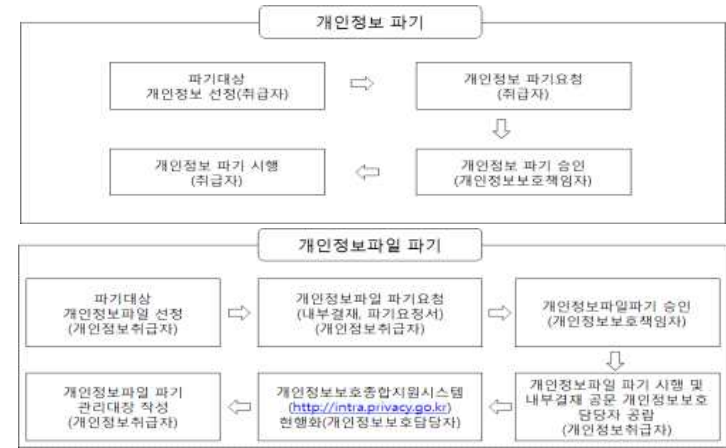 개인정보 파기
파기대상
개인정보 선정(취급자)
개인정보 파기요청
(취급자)
개인정보 파기 시행
(취급자)
개인정보 파기 승인
(개인정보보호책임자)
개인정보파일 파기
파기대상
개인정보파일 선정
(개인정보취급자)
개인정보파일 파기요청
(내부결재, 파기요청서)
(개인정보취급자)
개인정보파일파기 승인
(개인정보보호책임자)
개인정보파일 파기
관리대장 작성
(개인정보취급자)
개인정보보호종합지원시스템
(http://intra.privacy.go.kr)
현행화(개인정보보호담당자)
개인정보파일 파기 시행 및
내부결재 공문 개인정보보호
담당자 공람
(개인정보취급자)